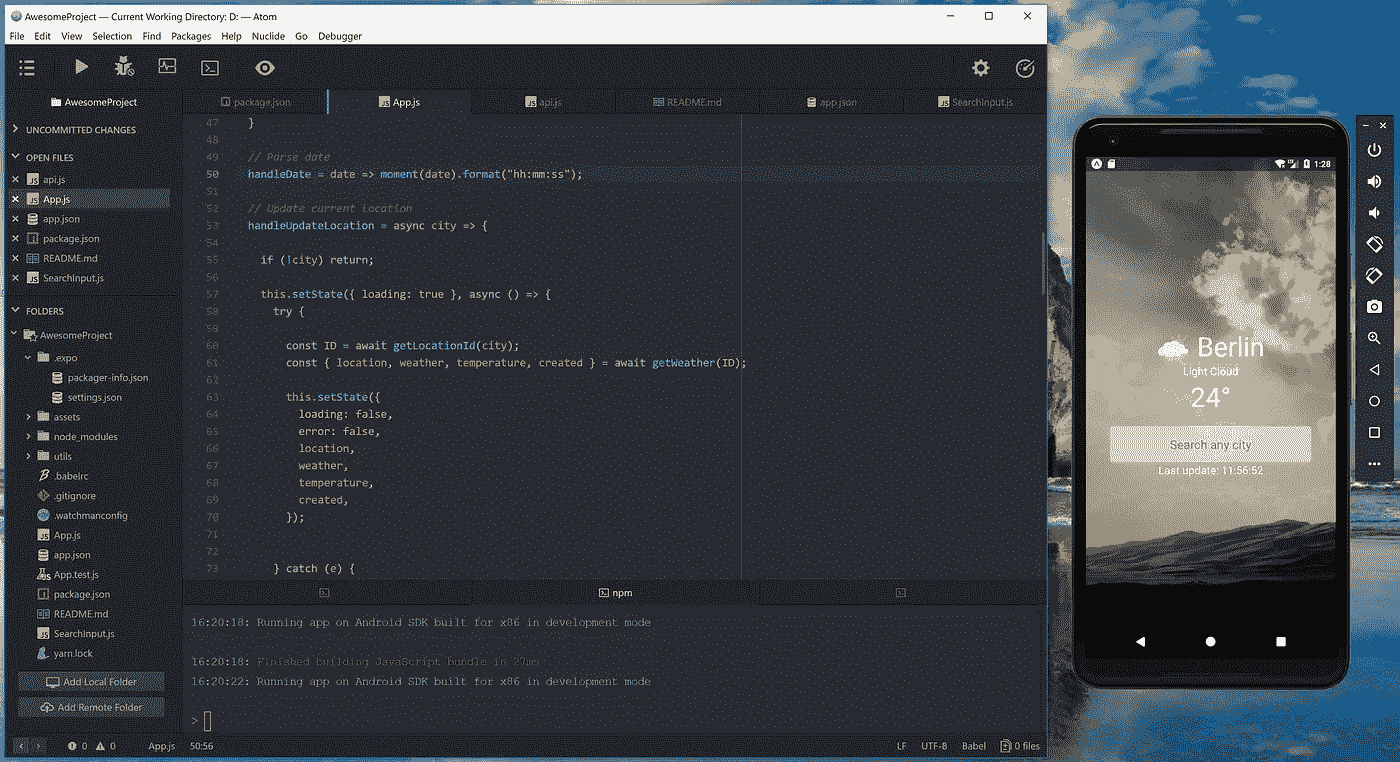 AwesomeProject — Current Working Directory: D: — Atom
File Edit View Selection Find Packages Help Nuclide Go Debugger
AwesomeProject
package.json
App.js
api.js
README.md
app.json
SearchInput.js
UNCOMMITTED CHANGES
OPEN FILES
api.js
App.js
app.json
package.json
README.md
SearchInput.js
FOLDERS
AwesomeProject
.expo
packager-info.json
settings.json
assets
node_modules
utils
.babelrc
.gitignore
.watchmanconfig
App.js
app.json
App.test.js
package.json
README.md
SearchInput.js
yarn.lock
Add Local Folder
Add Remote Folder
47 }
48
49 // Parse date
50 handleDate = date => moment(date).format("hh:mm:ss");
51
52 // Update current Location
53 handleUpdateLocation = async city => {
54
55 if (!city) return;
56
57 this.setState({ loading: true }, async () => {
58 try {
59
60 const ID = await getLocationId(city);
61 const { location, weather, temperature, created } = await getWeather(ID);
62
63 this.setState({
64 loading: false,
65 error: false,
66 location,
67 weather,
68 temperature,
69 created,
70 });
71
72
73 } catch (e) {
npm
16:20:18: Running app on Android SDK built for x86 in development mode
16:20:18: Finished building JavaScript bundle in 27ms
16:20:22: Running app on Android SDK built for x86 in development mode
>
0 0 App.js 50:56 LF UTF-8 Babel 0 files
1:28
Berlin
Light Cloud
24°
Search any city
Last update: 11:56:52